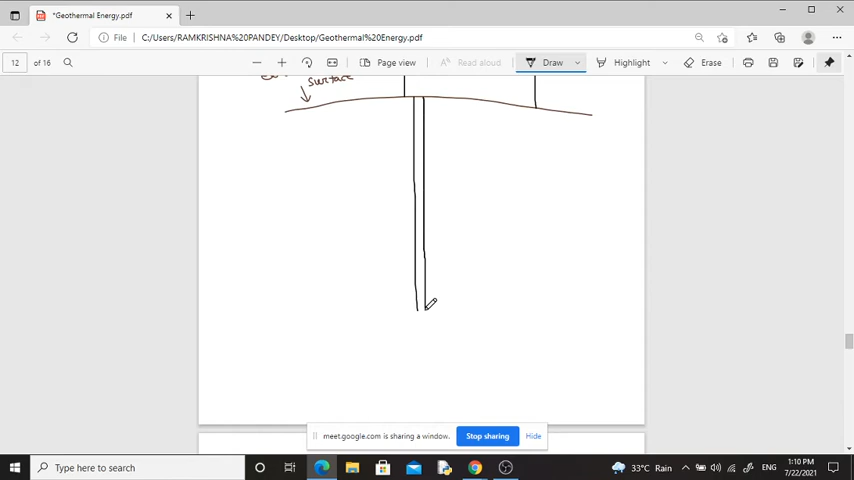 *Geothermal Energy.pdf
File
C:/Users/RAMKRISHNA%20PANDEY/Desktop/Geothermal%20Energy.pdf
12 of 16
Page view
Read aloud
Draw
Highlight
Erase
surface
meet.google.com is sharing a window.
Stop sharing
Hide
Type here to search
33°C Rain
ENG
1:10 PM
7/22/2021